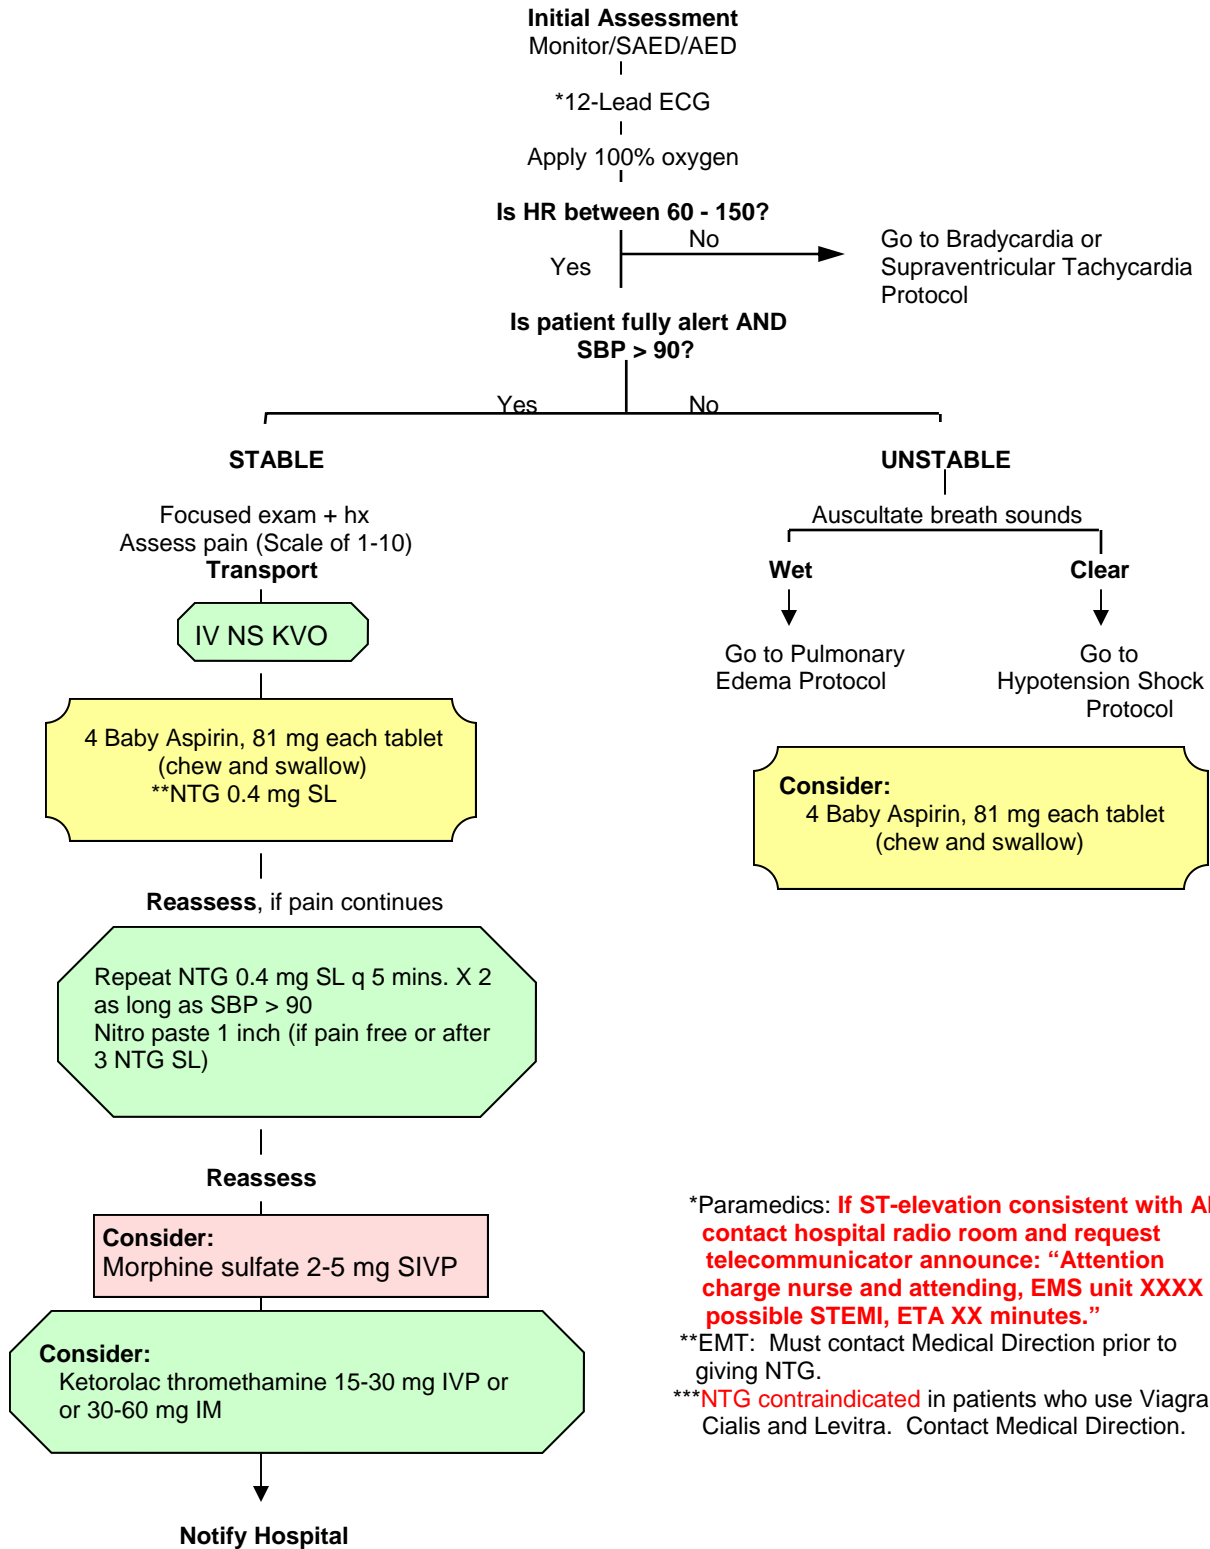 Initial Assessment
Monitor/SAED/AED
*12-Lead ECG
Apply 100% oxygen
Is HR between 60 - 150?
No
Yes
Go to Bradycardia or
Supraventricular Tachycardia
Protocol
Is patient fully alert AND
SBP > 90?
Yes
No
STABLE
Focused exam + hx
Assess pain (Scale of 1-10)
Transport
IV NS KVO
4 Baby Aspirin, 81 mg each tablet
(chew and swallow)
**NTG 0.4 mg SL
Reassess, if pain continues
Repeat NTG 0.4 mg SL q 5 mins. X 2
as long as SBP > 90
Nitro paste 1 inch (if pain free or after
3 NTG SL)
Reassess
Consider:
Morphine sulfate 2-5 mg SIVP
Consider:
Ketorolac thromethamine 15-30 mg IVP or
or 30-60 mg IM
Notify Hospital
UNSTABLE
Auscultate breath sounds
Wet
Clear
Go to Pulmonary
Edema Protocol
Go to
Hypotension Shock
Protocol
Consider:
4 Baby Aspirin, 81 mg each tablet
(chew and swallow)
*Paramedics: If ST-elevation consistent with
contact hospital radio room and request
telecommunicator announce: “Attention
charge nurse and attending, EMS unit XXXX
possible STEMI, ETA XX minutes.”
**EMT: Must contact Medical Direction prior to
giving NTG.
***NTG contraindicated in patients who use Viagra
Cialis and Levitra. Contact Medical Direction.